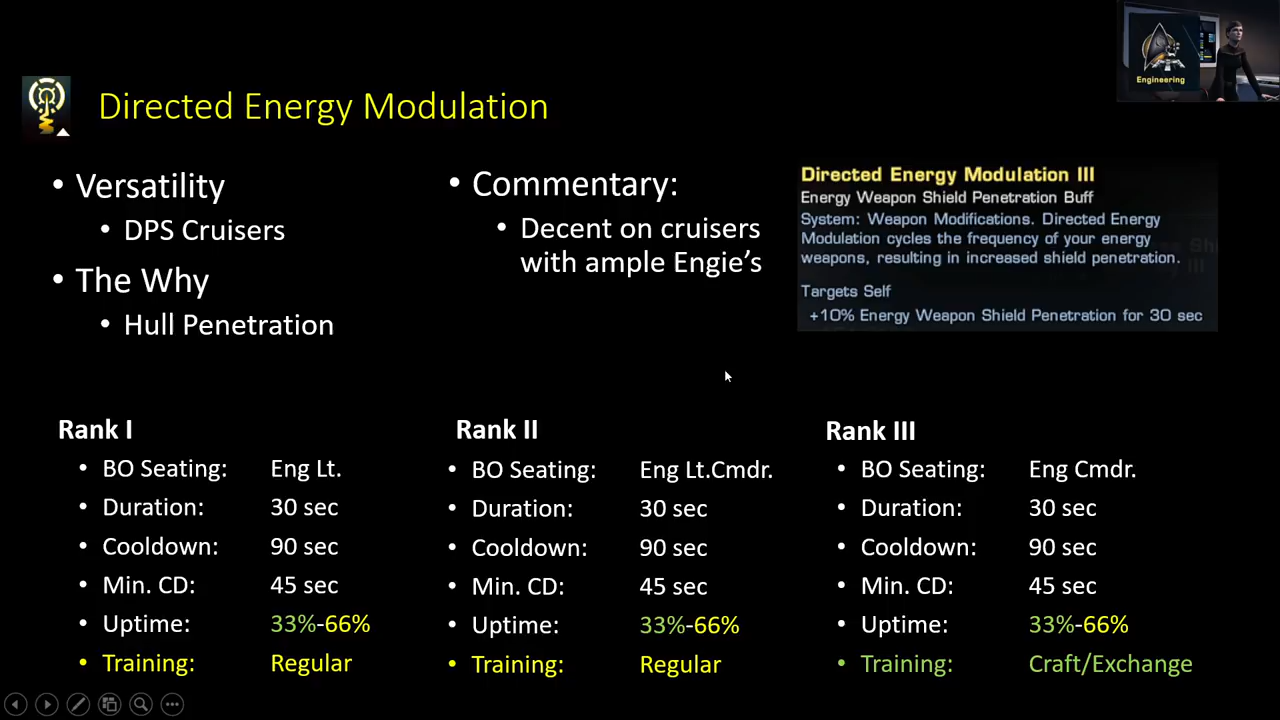 Engineering
Directed Energy Modulation
• Versatility
• DPS Cruisers
• The Why
• Hull Penetration
• Commentary:
• Decent on cruisers
with ample Engie's
Directed Energy Modulation III
Energy Weapon Shield Penetration Buff
System: Weapon Modifications. Directed Energy
Modulation cycles the frequency of your energy
weapons, resulting in increased shield penetration.
Targets Self
+10% Energy Weapon Shield Penetration for 30 sec
Rank I
• BO Seating: Eng Lt.
• Duration: 30 sec
• Cooldown: 90 sec
• Min. CD: 45 sec
• Uptime: 33%-66%
• Training: Regular
Rank II
• BO Seating: Eng Lt.Cmdr.
• Duration: 30 sec
• Cooldown: 90 sec
• Min. CD: 45 sec
• Uptime: 33%-66%
• Training: Regular
Rank III
• BO Seating: Eng Cmdr.
• Duration: 30 sec
• Cooldown: 90 sec
• Min. CD: 45 sec
• Uptime: 33%-66%
• Training: Craft/Exchange